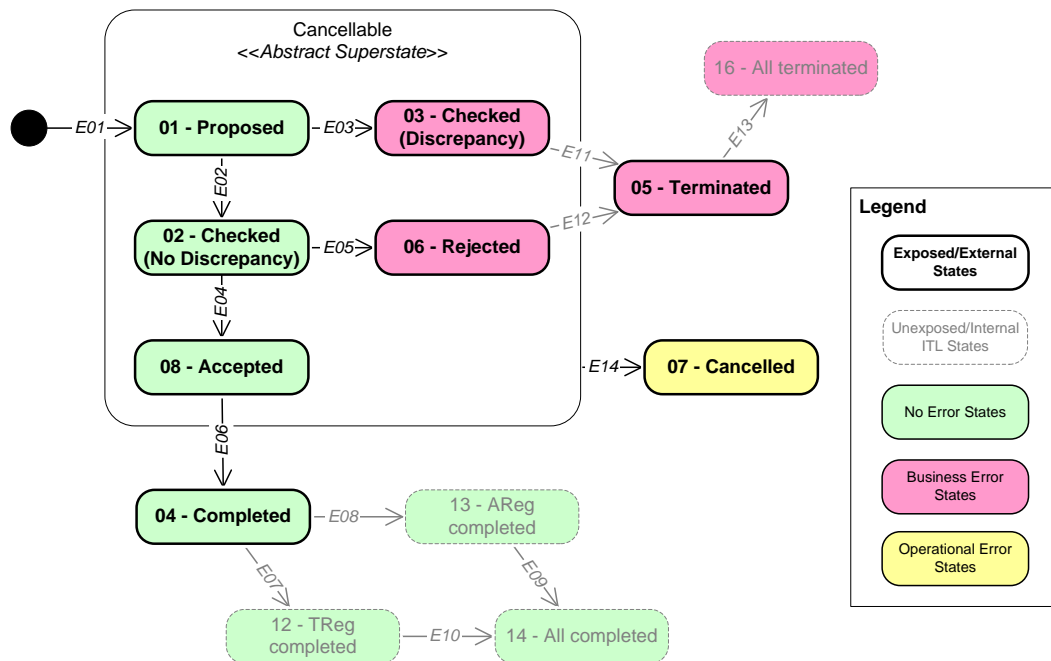 Cancellable
<<Abstract Superstate>>
16 - All terminated
E01
01 - Proposed
E03
03 - Checked
(Discrepancy)
E11
E13
05 - Terminated
E02
02 - Checked
(No Discrepancy)
E05
06 - Rejected
E12
E04
08 - Accepted
E14
07 - Cancelled
E06
04 - Completed
E08
13 - AReg
completed
E07
E09
12 - TReg
completed
E10
14 - All completed
Legend
Exposed/External
States
Unexposed/Internal
ITL States
No Error States
Business Error
States
Operational Error
States